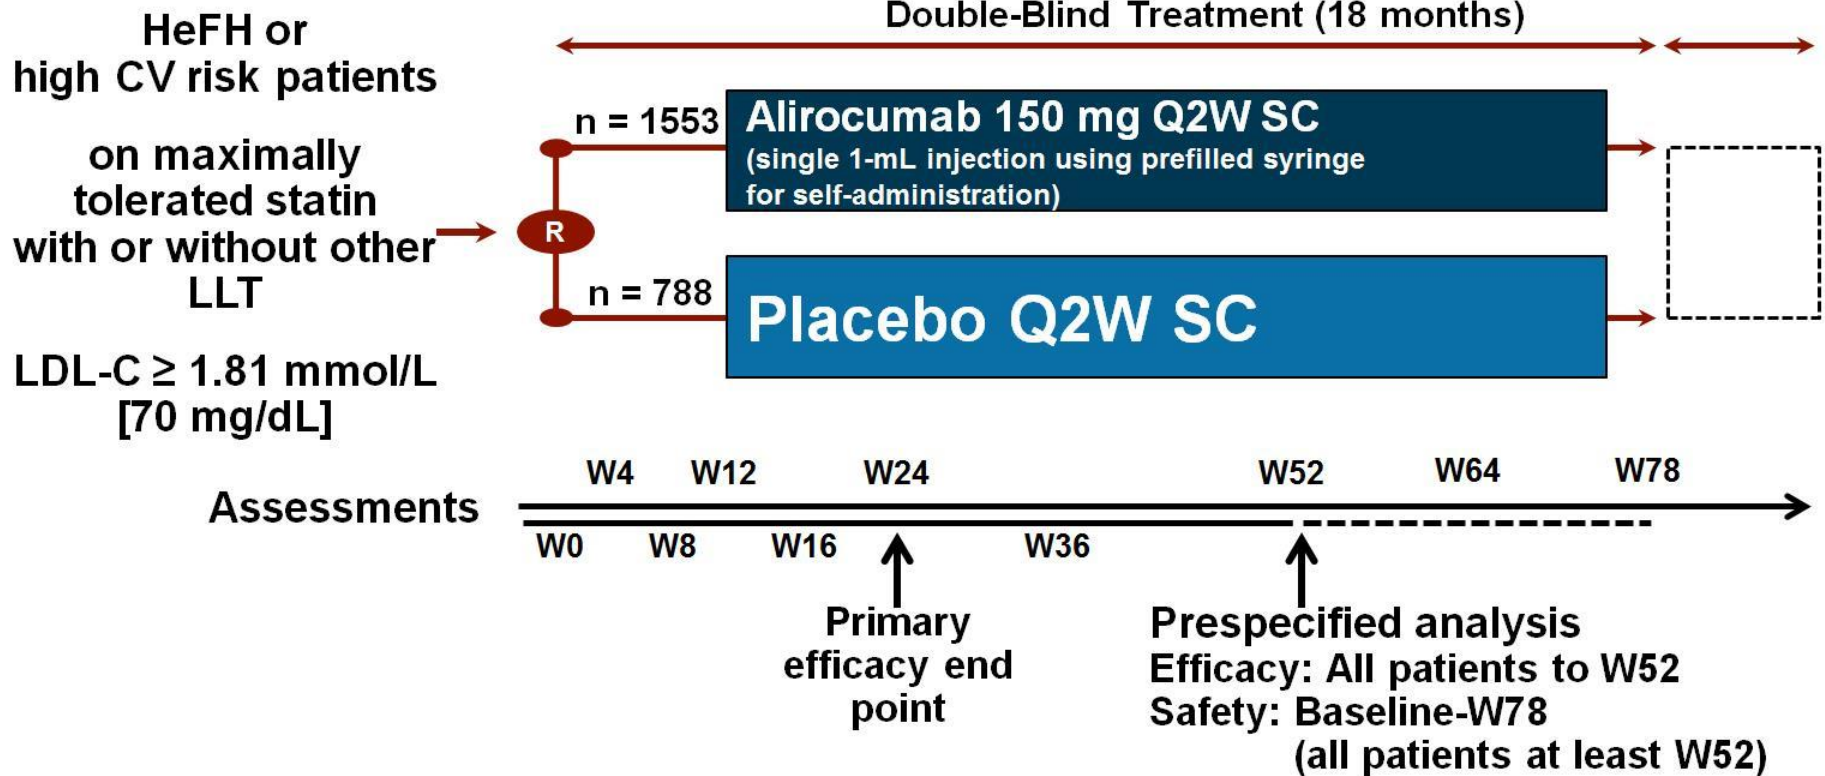 HeFH or
high CV risk patients
on maximally
tolerated statin
with or without other
LLT
LDL-C ≥ 1.81 mmol/L
[70 mg/dL]
Double-Blind Treatment (18 months)
R
n = 1553
Alirocumab 150 mg Q2W SC
(single 1-mL injection using prefilled syringe
for self-administration)
n = 788
Placebo Q2W SC
W4 W12 W24 W52 W64 W78
Assessments
W0 W8 W16 W36
Primary
efficacy end
point
Prespecified analysis
Efficacy: All patients to W52
Safety: Baseline-W78
(all patients at least W52)